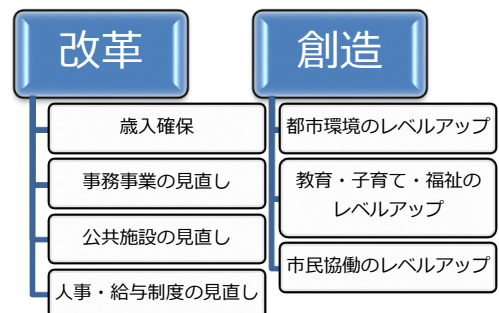 改革
歳入確保
事務事業の見直し
公共施設の見直し
人事・給与制度の見直し
創造
都市環境のレベルアップ
教育・子育て・福祉の
レベルアップ
市民協働のレベルアップ